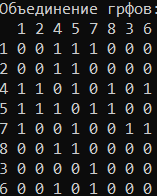 Объединение грфов:
1 2 4 5 7 8 3 6
1 0 0 1 1 1 0 0 0
2 0 0 1 1 0 0 0 0
4 1 1 0 1 0 1 0 1
5 1 1 1 0 1 1 0 0
7 1 0 0 1 0 0 1 1
8 0 0 1 1 0 0 0 0
3 0 0 0 0 1 0 0 0
6 0 0 1 0 1 0 0 0